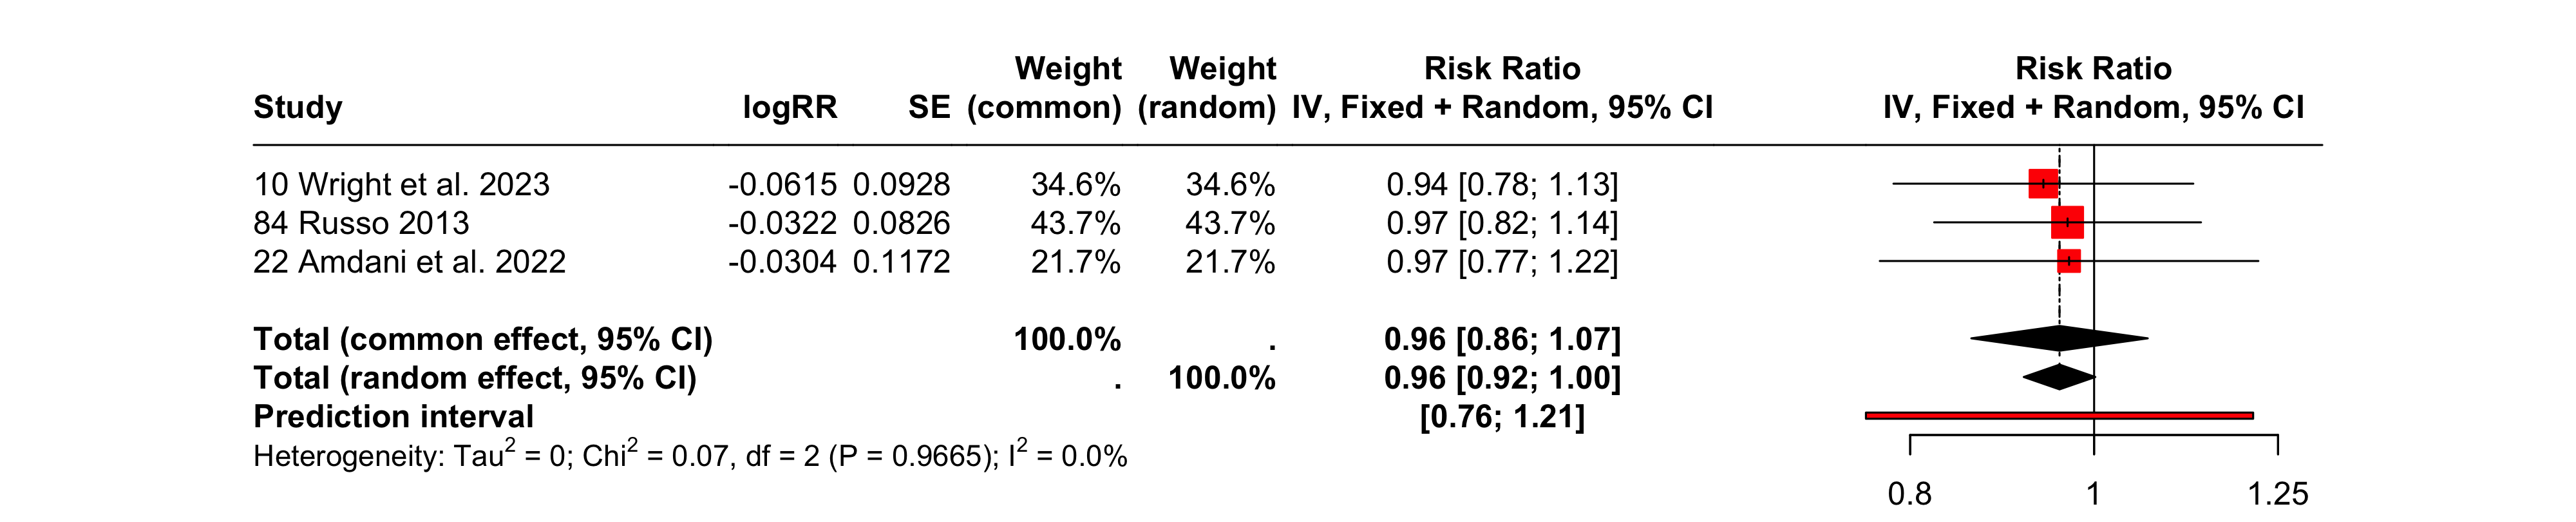 Weight Weight Risk Ratio Risk Ratio
Study logRR SE (common) (random) IV, Fixed + Random, 95% CI IV, Fixed + Random, 95% CI
10 Wright et al. 2023 -0.0615 0.0928 34.6% 34.6% 0.94 [0.78; 1.13]
84 Russo 2013 -0.0322 0.0826 43.7% 43.7% 0.97 [0.82; 1.14]
22 Amdani et al. 2022 -0.0304 0.1172 21.7% 21.7% 0.97 [0.77; 1.22]
Total (common effect, 95% CI) 100.0% . 0.96 [0.86; 1.07]
Total (random effect, 95% CI) . 100.0% 0.96 [0.92; 1.00]
Prediction interval [0.76; 1.21]
Heterogeneity: Tau² = 0; Chi² = 0.07, df = 2 (P = 0.9665); I² = 0.0%
0.8 1 1.25